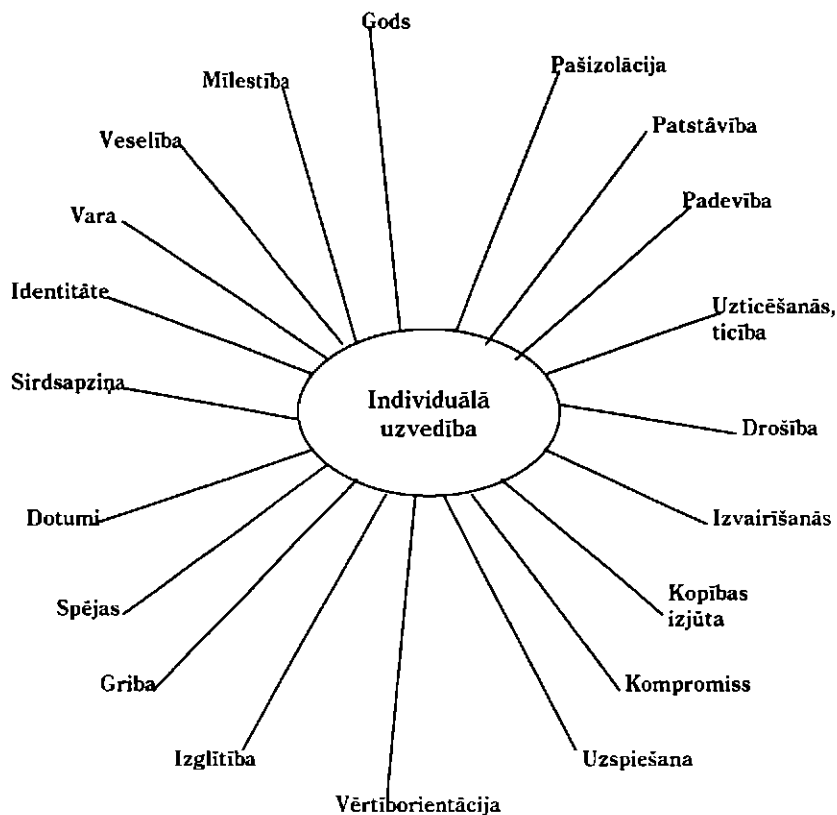 Gods
Pašizolācija
Mīlestība
Patstāvība
Veselība
Padevība
Vara
Identitāte
Uzticēšanās,
ticība
Sirdsapziņa
Individuālā
uzvedība
Drošība
Dotumi
Izvairīšanās
Spējas
Kopības
izjūta
Griba
Kompromiss
Izglītība
Uzspiešana
Vērtīborientācija